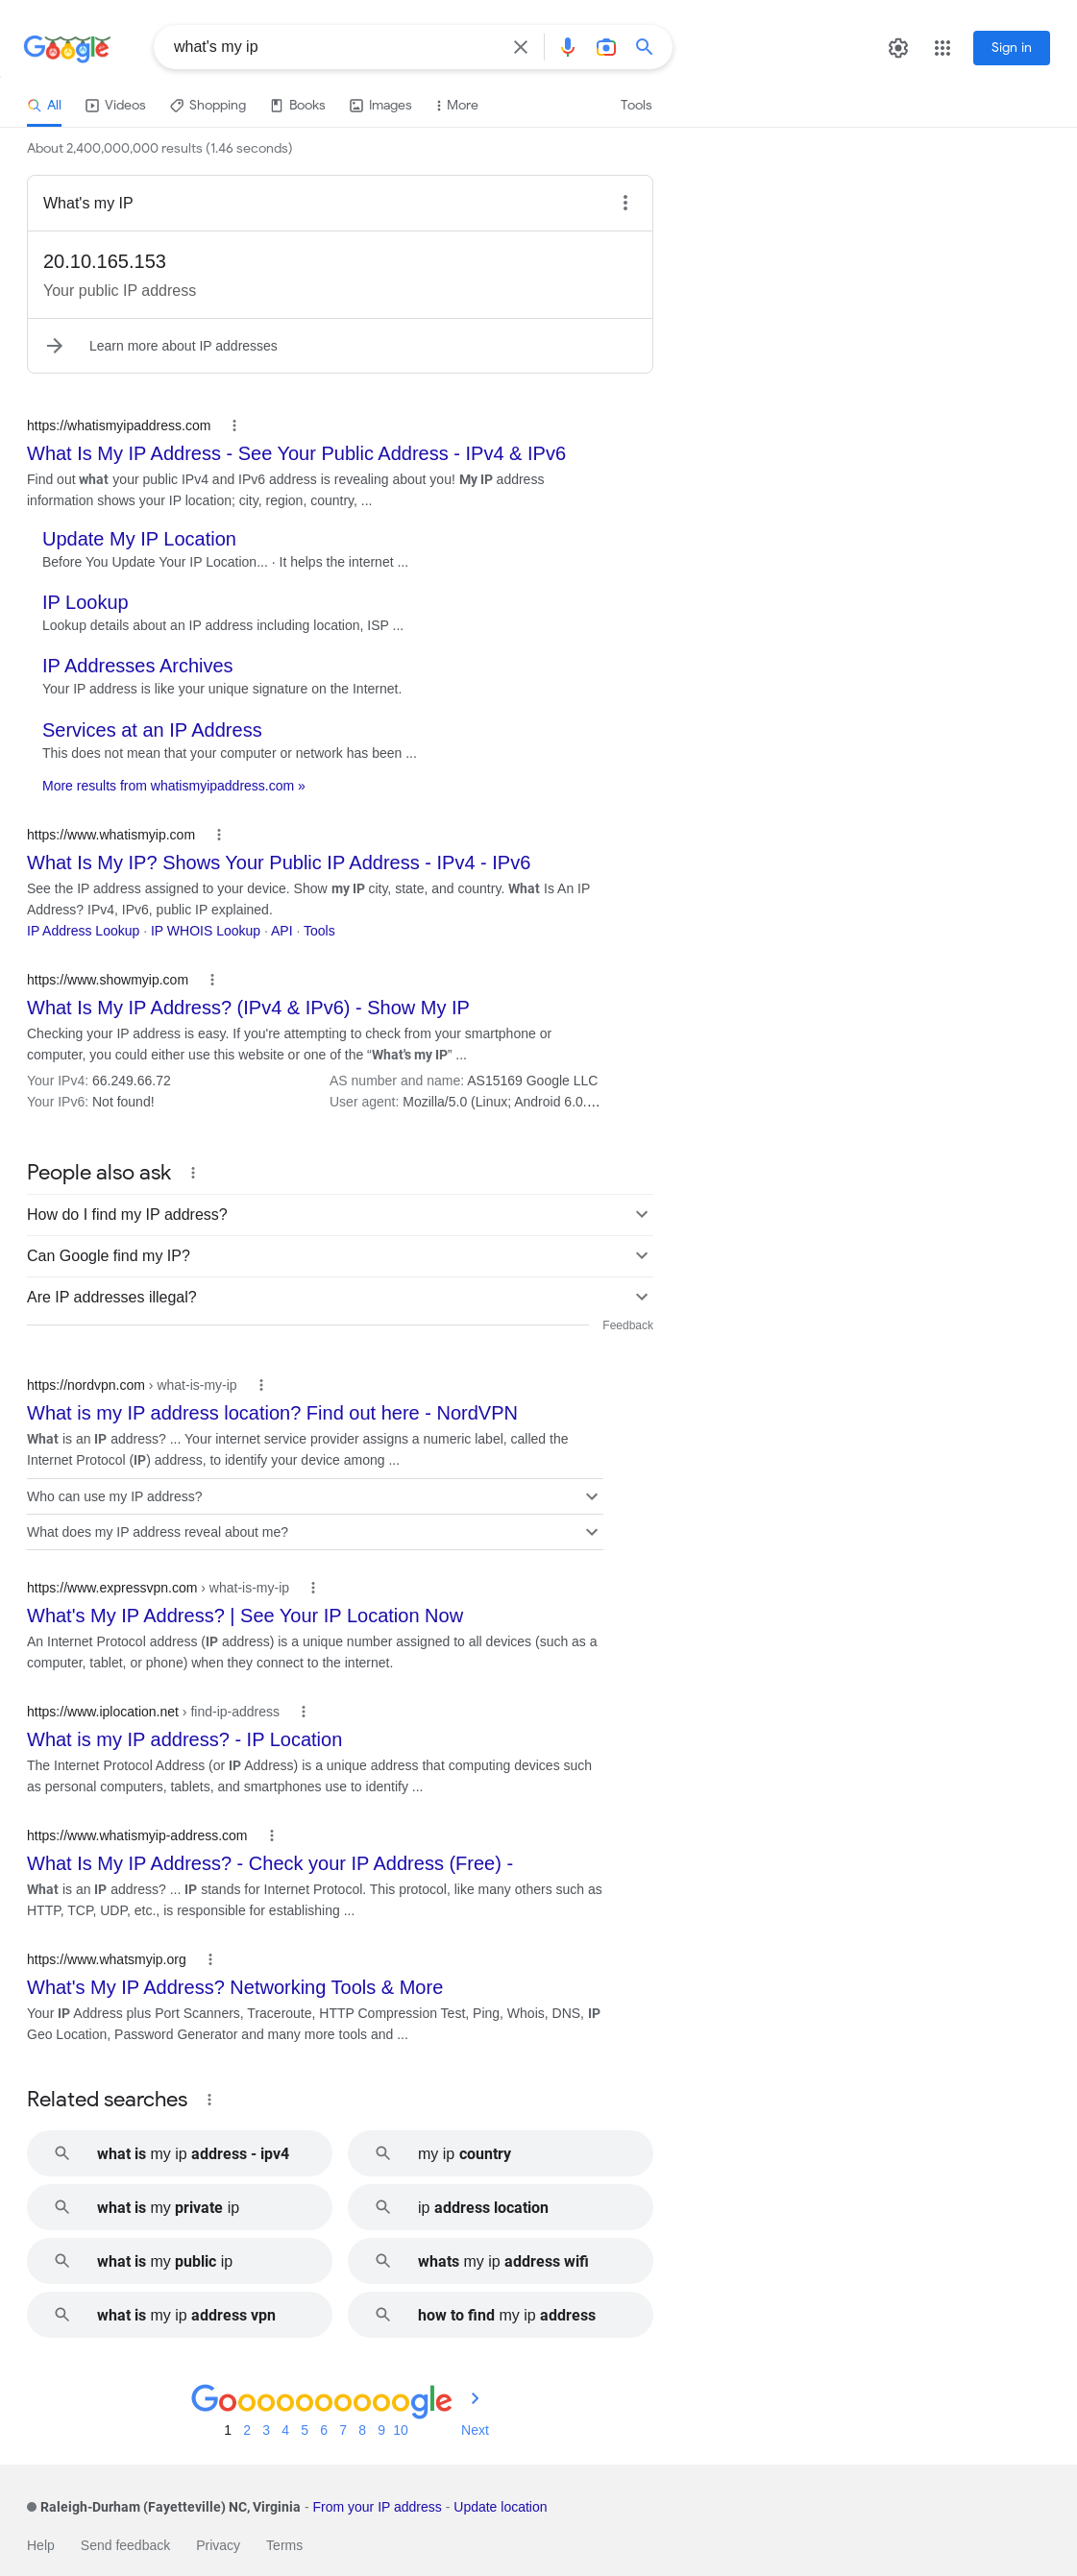 Google
what's my ip
Sign in
All
Videos
Shopping
Books
Images
More
Tools
About 2,400,000,000 results (1.46 seconds)
What's my IP
20.10.165.153
Your public IP address
Learn more about IP addresses
https://whatismyipaddress.com
What Is My IP Address - See Your Public Address - IPv4 & IPv6
Find out what your public IPv4 and IPv6 address is revealing about you! My IP address
information shows your IP location; city, region, country, ...
Update My IP Location
Before You Update Your IP Location... · It helps the internet ...
IP Lookup
Lookup details about an IP address including location, ISP ...
IP Addresses Archives
Your IP address is like your unique signature on the Internet.
Services at an IP Address
This does not mean that your computer or network has been ...
More results from whatismyipaddress.com »
https://www.whatismyip.com
What Is My IP? Shows Your Public IP Address - IPv4 - IPv6
See the IP address assigned to your device. Show my IP city, state, and country. What Is An IP
Address? IPv4, IPv6, public IP explained.
IP Address Lookup · IP WHOIS Lookup · API · Tools
https://www.showmyip.com
What Is My IP Address? (IPv4 & IPv6) - Show My IP
Checking your IP address is easy. If you're attempting to check from your smartphone or
computer, you could either use this website or one of the “What's my IP” ...
Your IPv4: 66.249.66.72
AS number and name: AS15169 Google LLC
Your IPv6: Not found!
User agent: Mozilla/5.0 (Linux; Android 6.0.…
People also ask
How do I find my IP address?
Can Google find my IP?
Are IP addresses illegal?
Feedback
https://nordvpn.com › what-is-my-ip
What is my IP address location? Find out here - NordVPN
What is an IP address? ... Your internet service provider assigns a numeric label, called the
Internet Protocol (IP) address, to identify your device among ...
Who can use my IP address?
What does my IP address reveal about me?
https://www.expressvpn.com › what-is-my-ip
What's My IP Address? | See Your IP Location Now
An Internet Protocol address (IP address) is a unique number assigned to all devices (such as a
computer, tablet, or phone) when they connect to the internet.
https://www.iplocation.net › find-ip-address
What is my IP address? - IP Location
The Internet Protocol Address (or IP Address) is a unique address that computing devices such
as personal computers, tablets, and smartphones use to identify ...
https://www.whatismyip-address.com
What Is My IP Address? - Check your IP Address (Free) -
What is an IP address? ... IP stands for Internet Protocol. This protocol, like many others such as
HTTP, TCP, UDP, etc., is responsible for establishing ...
https://www.whatsmyip.org
What's My IP Address? Networking Tools & More
Your IP Address plus Port Scanners, Traceroute, HTTP Compression Test, Ping, Whois, DNS, IP
Geo Location, Password Generator and many more tools and ...
Related searches
what is my ip address - ipv4
my ip country
what is my private ip
ip address location
what is my public ip
whats my ip address wifi
what is my ip address vpn
how to find my ip address
Goooooooooogle
1 2 3 4 5 6 7 8 9 10 Next
Raleigh-Durham (Fayetteville) NC, Virginia - From your IP address - Update location
Help Send feedback Privacy Terms